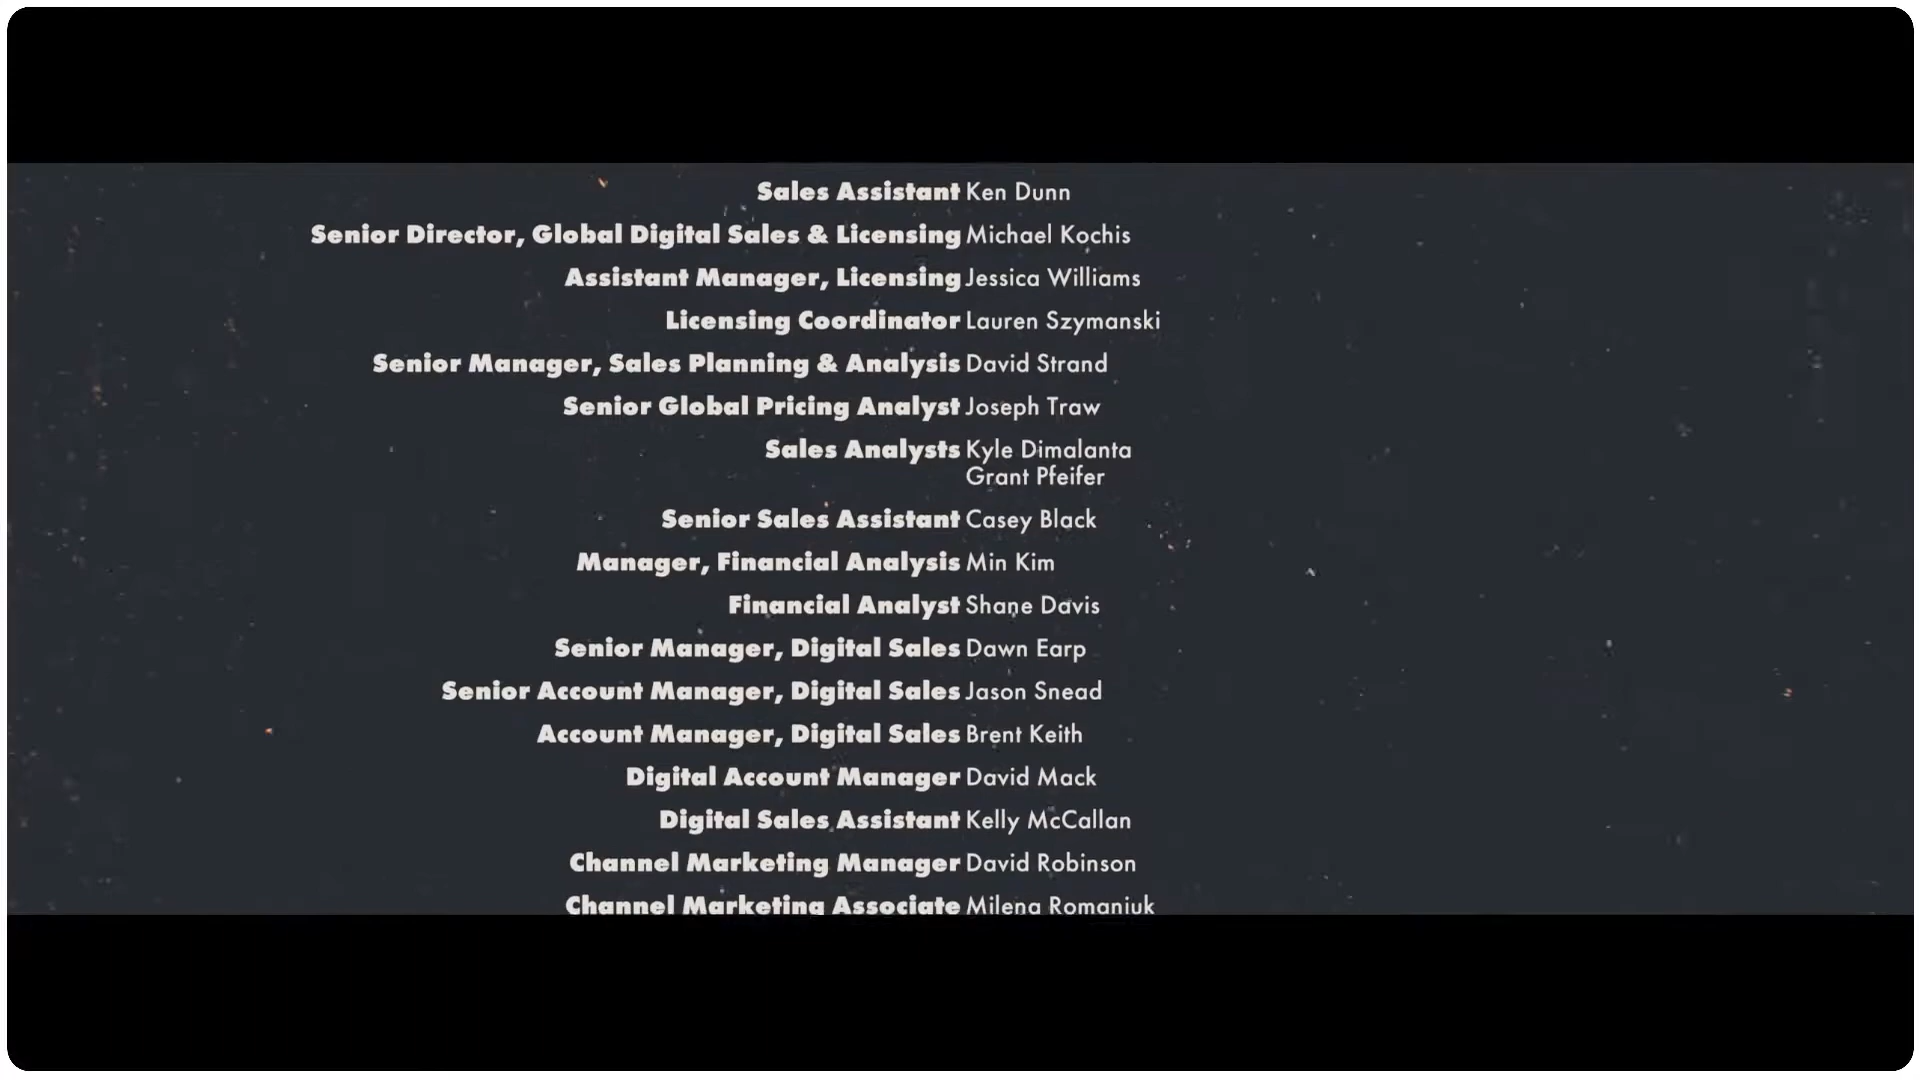 Sales Assistant Ken Dunn
Senior Director, Global Digital Sales & Licensing Michael Kochis
Assistant Manager, Licensing Jessica Williams
Licensing Coordinator Lauren Szymanski
Senior Manager, Sales Planning & Analysis David Strand
Senior Global Pricing Analyst Joseph Traw
Sales Analysts Kyle Dimalanta
Grant Pfeifer
Senior Sales Assistant Casey Black
Manager, Financial Analysis Min Kim
Financial Analyst Shane Davis
Senior Manager, Digital Sales Dawn Earp
Senior Account Manager, Digital Sales Jason Snead
Account Manager, Digital Sales Brent Keith
Digital Account Manager David Mack
Digital Sales Assistant Kelly McCallan
Channel Marketing Manager David Robinson
Channel Marketing Associate Milena Romaniuk